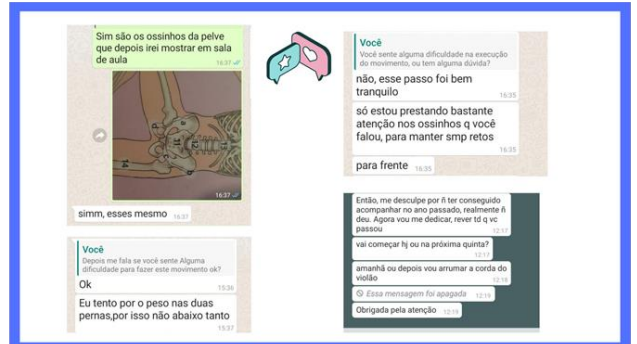 Sim são os ossinhos da pelve
que depois irei mostrar em sala
de aula
16:37
14
d
c
b
16:37
simm, esses mesmo 16:37
Você
Depois me fala se você sente Alguma
dificuldade para fazer este movimento ok?
Ok
15:36
Eu tento por o peso nas duas
pernas,por isso não abaixo tanto
15:37
Você
Você sente alguma dificuldade na execução
do movimento, ou tem alguma dúvida?
não, esse passo foi bem
tranquilo
16:35
só estou prestando bastante
atenção nos ossinhos q você
falou, para manter smp retos
16:35
para frente 16:35
Então, me desculpe por ñ ter conseguido
acompanhar no ano passado, realmente ñ
deu. Agora vou me dedicar, rever td q vc
passou
12:17
vai começar hj ou na próxima quinta?
12:17
amanhã ou depois vou arrumar a corda do
violão
12:18
Essa mensagem foi apagada 12:19
Obrigada pela atenção 12:19